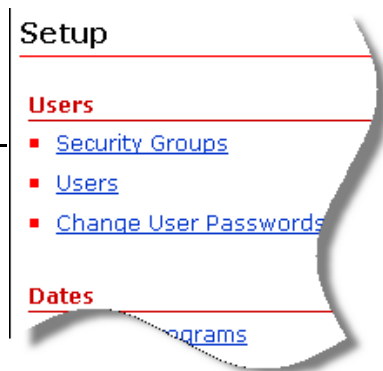 Setup
Users
Security Groups
Users
Change User Passwords
Dates